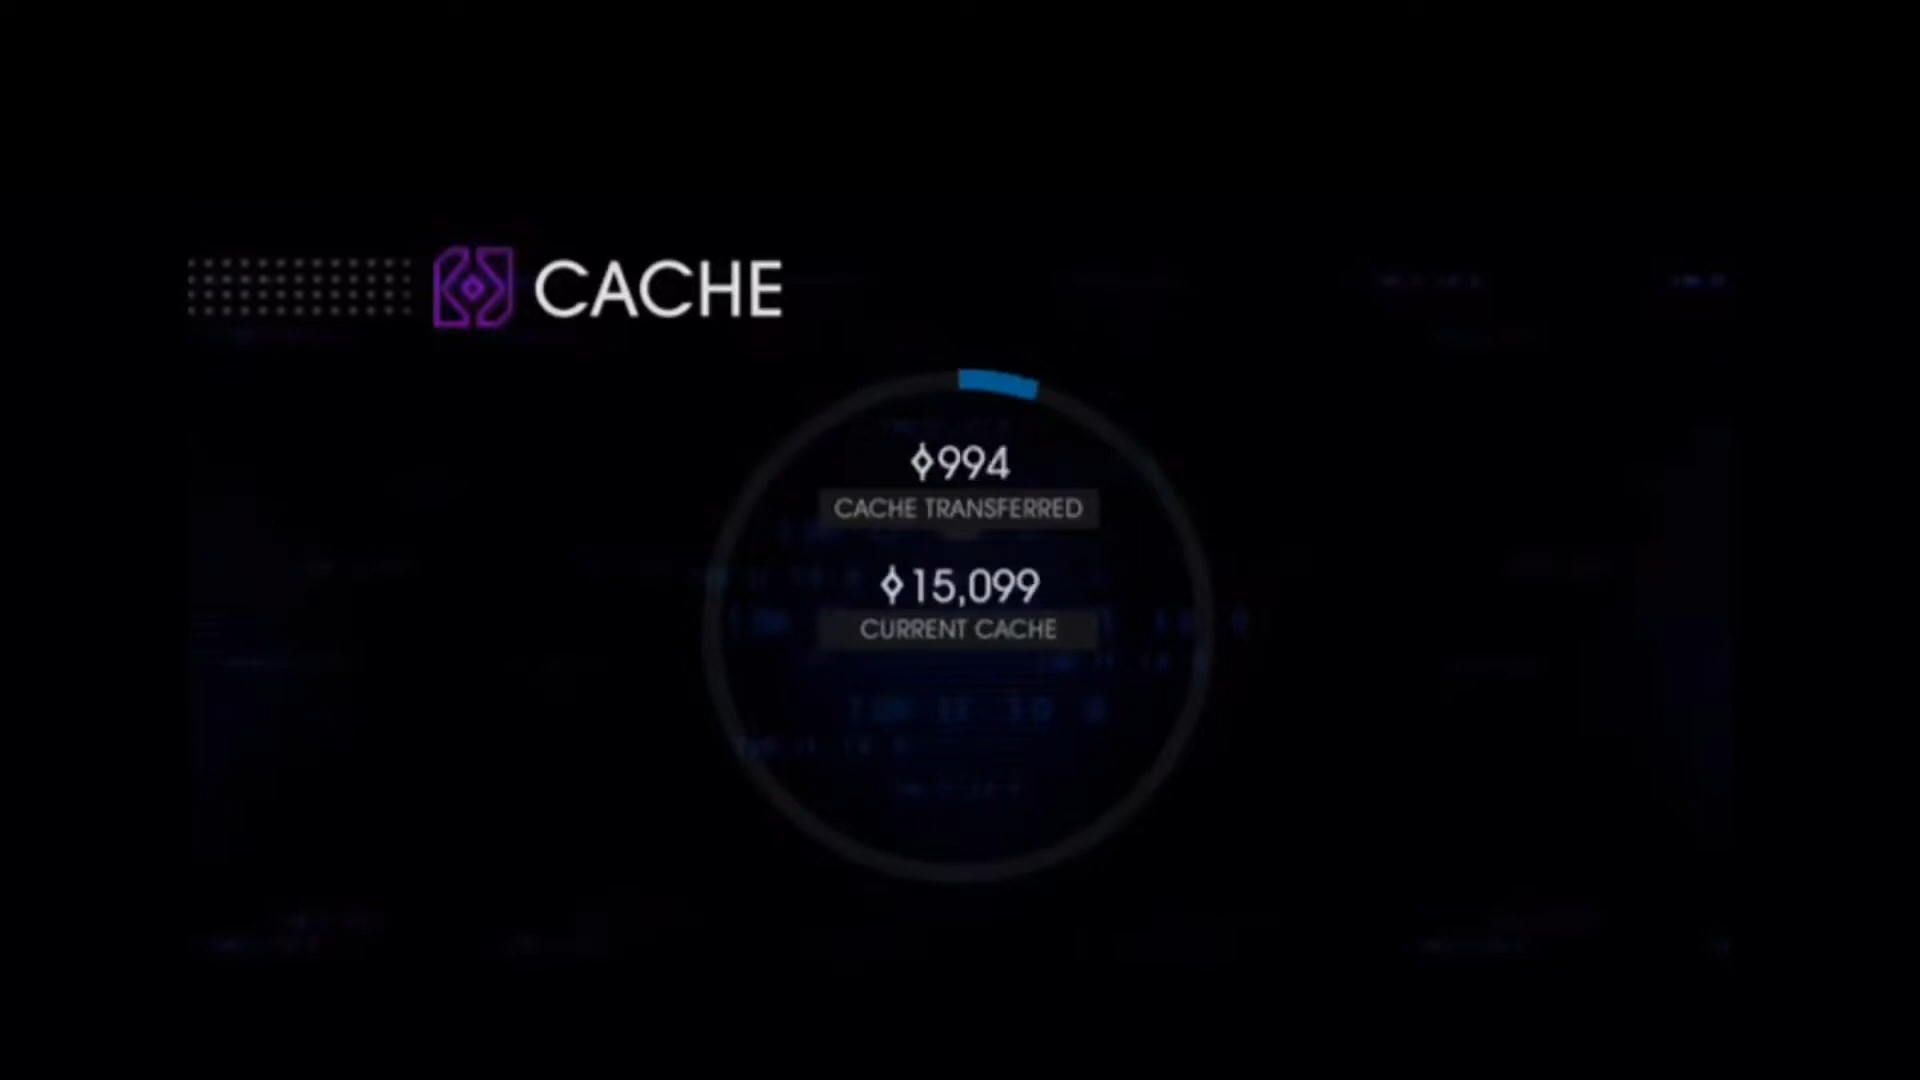 CACHE
994
CACHE TRANSFERRED
15,099
CURRENT CACHE